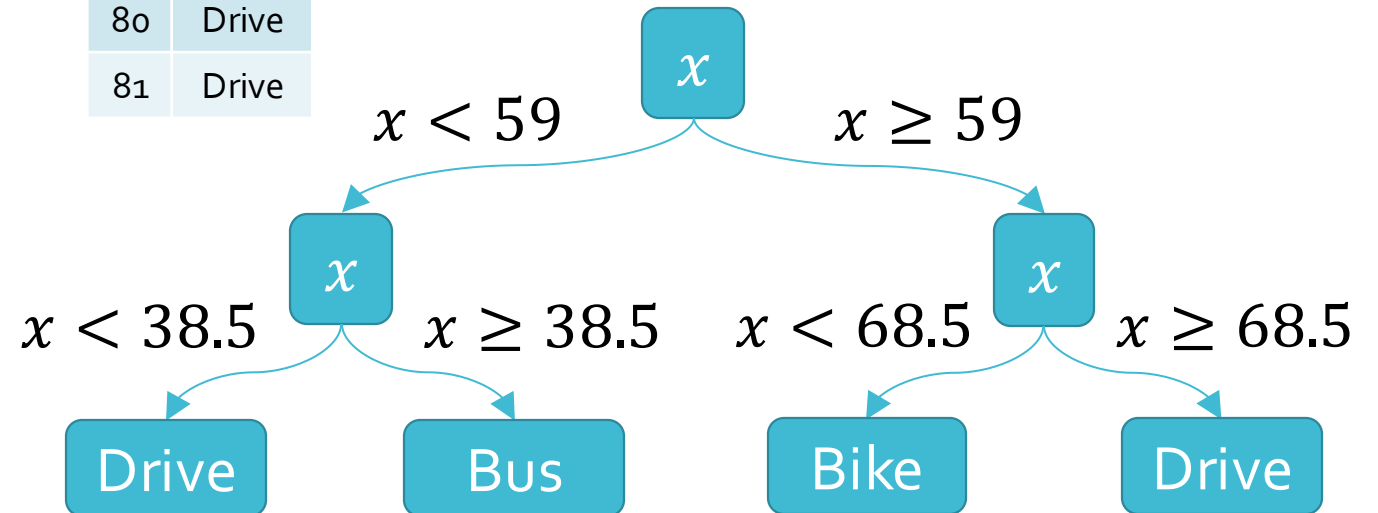 80 Drive
81 Drive
x
x < 59 x ≥ 59
x x
x < 38.5 x ≥ 38.5 x < 68.5 x ≥ 68.5
Drive Bus Bike Drive